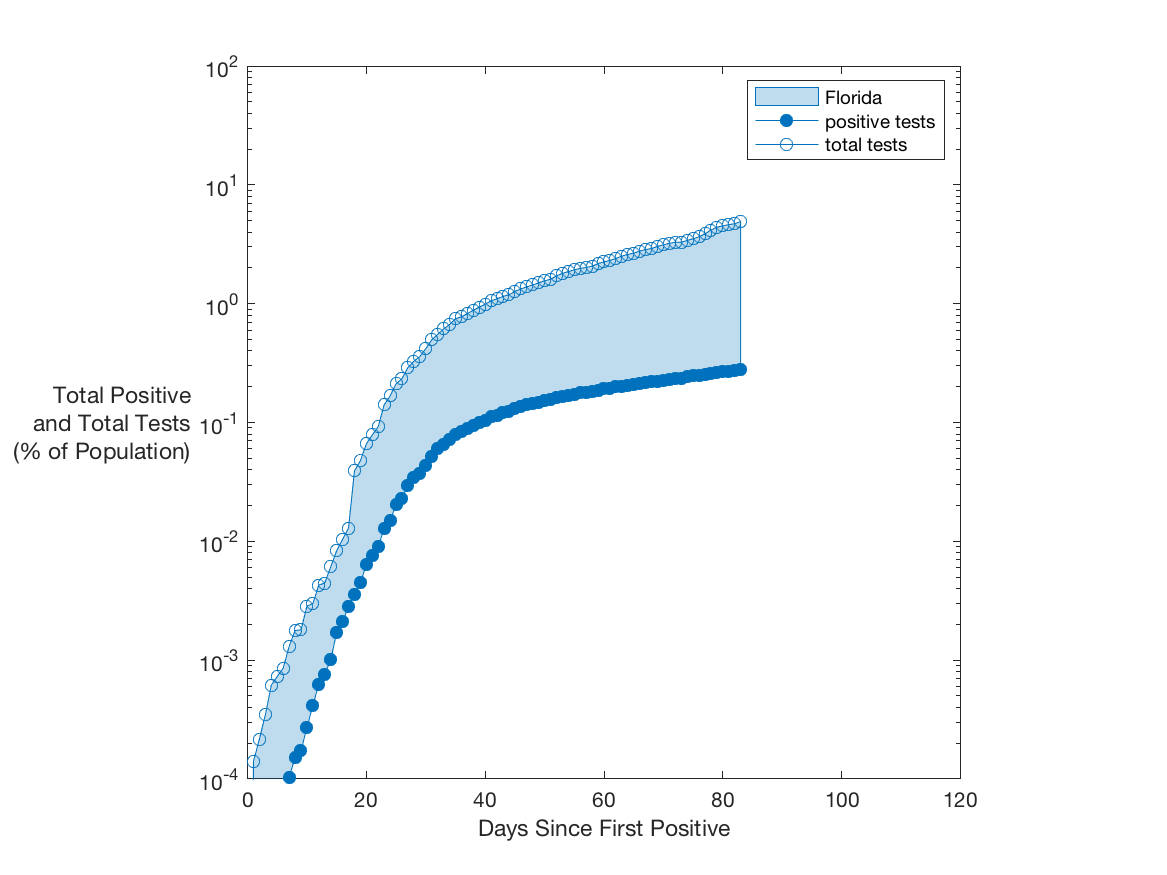 10^2
10^1
10^0
10^-1
10^-2
10^-3
10^-4
Total Positive
and Total Tests
(% of Population)
Florida
positive tests
total tests
0 20 40 60 80 100 120
Days Since First Positive